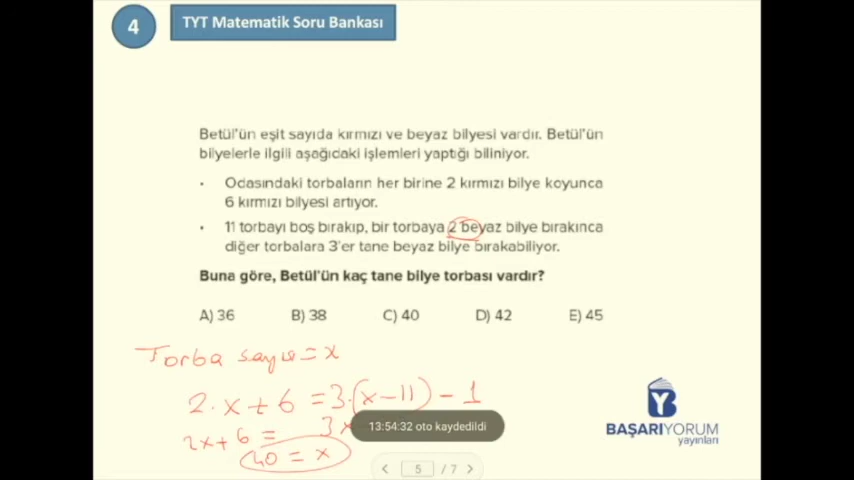 4
TYT Matematik Soru Bankası
Betül'ün eşit sayıda kırmızı ve beyaz bilyesi vardır. Betül'ün
bilyelerle ilgili aşağıdaki işlemleri yaptığı biliniyor.
• Odasındaki torbaların her birine 2 kırmızı bilye koyunca
6 kırmızı bilyesi artıyor.
• 11 torbayı boş bırakıp, bir torbaya 2 beyaz bilye bırakınca
diğer torbalara 3'er tane beyaz bilye bırakabiliyor.
Buna göre, Betül'ün kaç tane bilye torbası vardır?
A) 36 B) 38 C) 40 D) 42 E) 45
Torba sayısı = x
2.x+6 = 3.(x-11) - 1
2x+6 = 3x
40 = x
13:54:32 oto kaydedildi
BAŞARIYORUM
yayınları
5 / 7